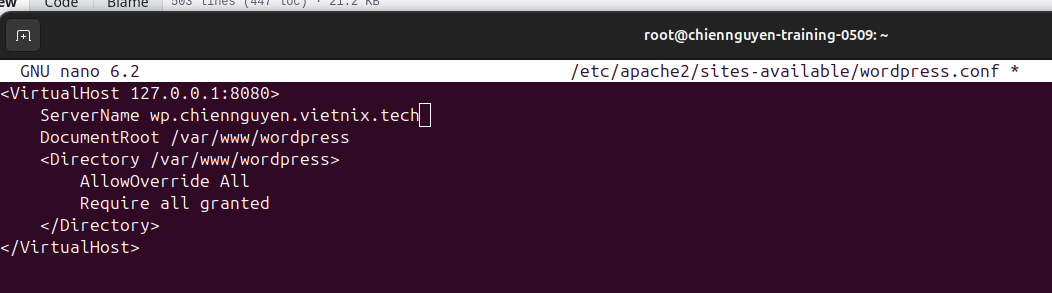 ew Code Blame 503 lines (447 loc) · 21.2 KB
root@chiennguyen-training-0509: ~
GNU nano 6.2 /etc/apache2/sites-available/wordpress.conf *
<VirtualHost 127.0.0.1:8080>
    ServerName wp.chiennguyen.vietnix.tech
    DocumentRoot /var/www/wordpress
    <Directory /var/www/wordpress>
        AllowOverride All
        Require all granted
    </Directory>
</VirtualHost>